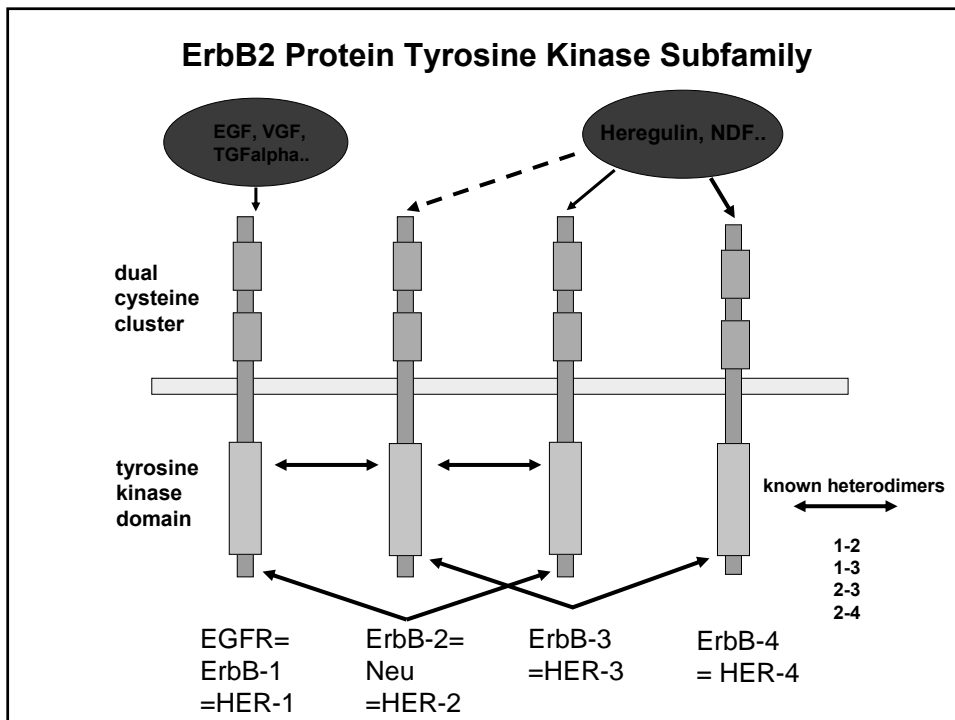 ErbB2 Protein Tyrosine Kinase Subfamily
EGF, VGF,
TGFalpha..
Heregulin, NDF..
dual
cysteine
cluster
tyrosine
kinase
domain
known heterodimers
1-2
1-3
2-3
2-4
EGFR=
ErbB-1
=HER-1
ErbB-2=
Neu
=HER-2
ErbB-3
=HER-3
ErbB-4
= HER-4